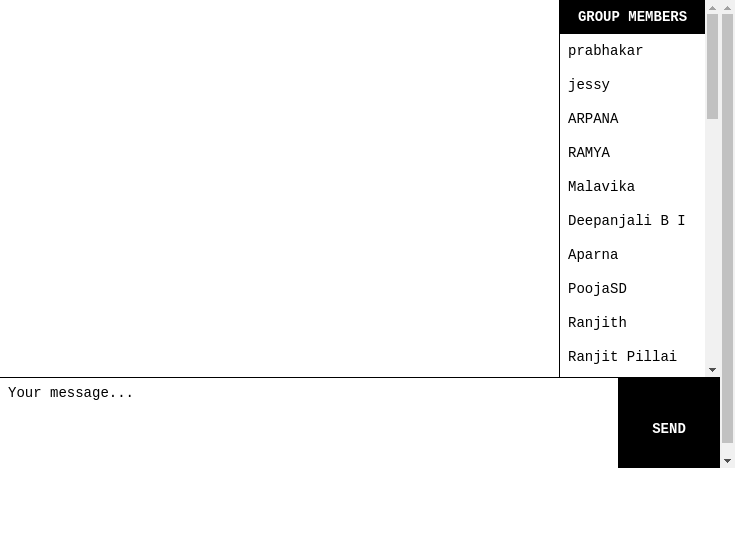 GROUP MEMBERS
prabhakar
jessy
ARPANA
RAMYA
Malavika
Deepanjali B I
Aparna
PoojaSD
Ranjith
Ranjit Pillai
Your message...
SEND